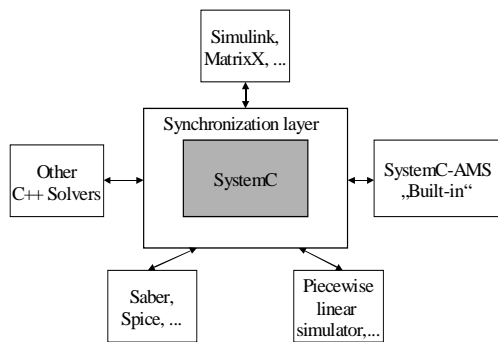 Simulink,
MatrixX, ...
Synchronization layer
SystemC
Other
C++ Solvers
SystemC-AMS
„Built-in“
Saber,
Spice, ...
Piecewise
linear
simulator,...